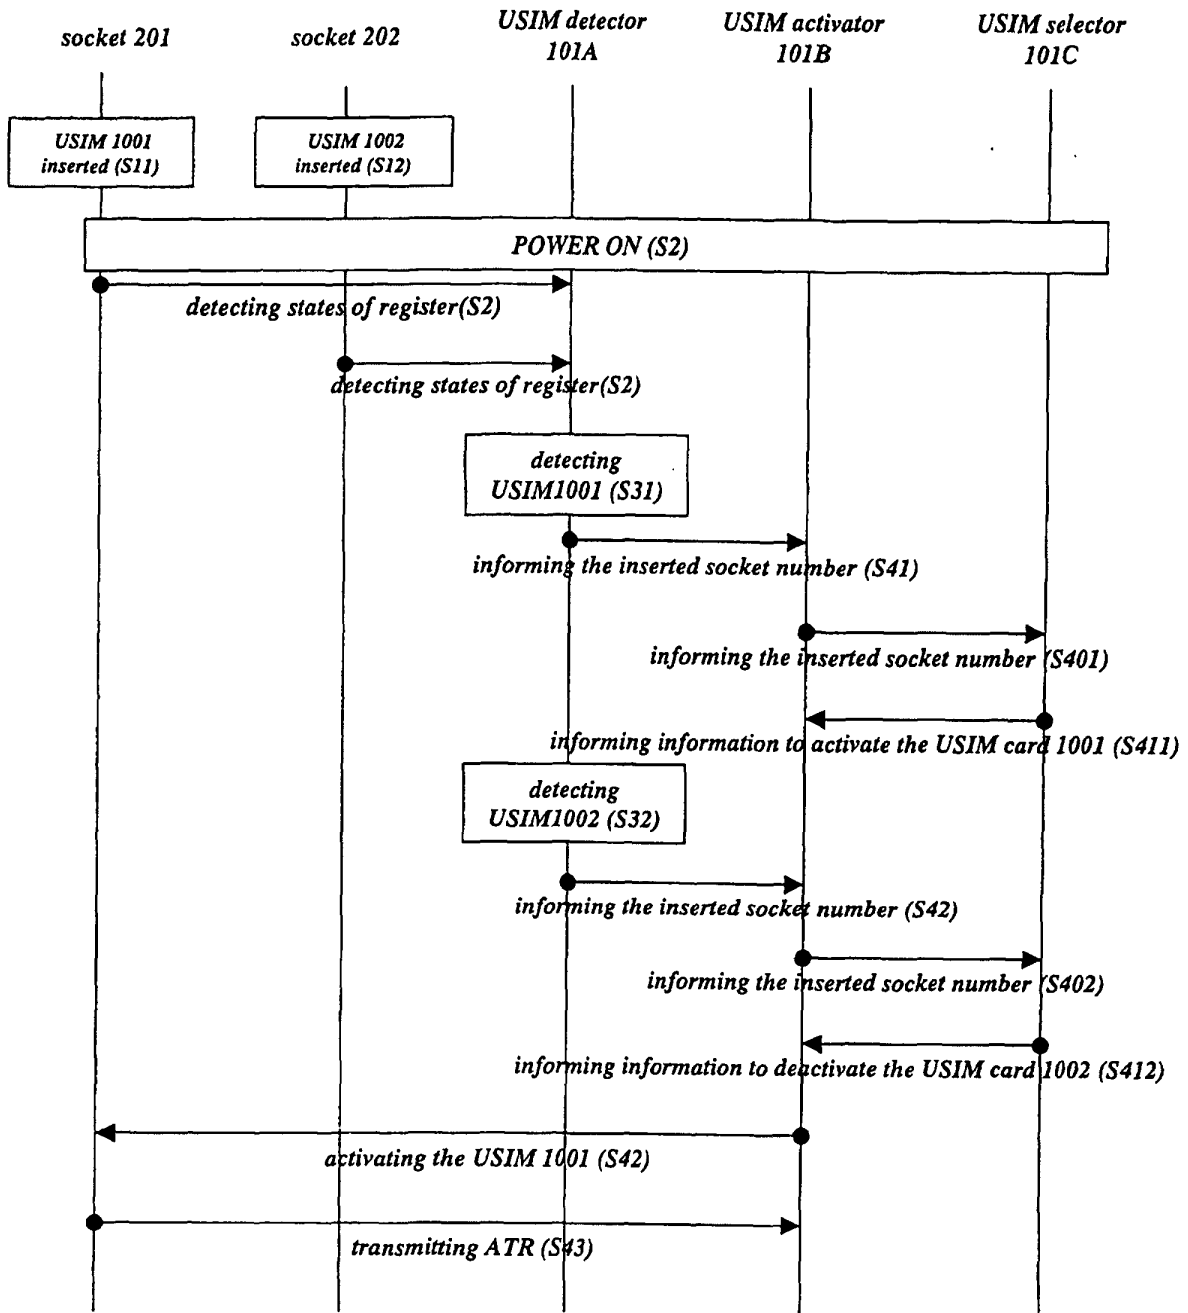 socket 201
socket 202
USIM detector
101A
USIM activator
101B
USIM selector
101C
USIM 1001
inserted (S11)
USIM 1002
inserted (S12)
POWER ON (S2)
detecting states of register(S2)
detecting states of register(S2)
detecting
USIM1001 (S31)
informing the inserted socket number (S41)
informing the inserted socket number (S401)
informing information to activate the USIM card 1001 (S411)
detecting
USIM1002 (S32)
informing the inserted socket number (S42)
informing the inserted socket number (S402)
informing information to deactivate the USIM card 1002 (S412)
activating the USIM 1001 (S42)
transmitting ATR (S43)